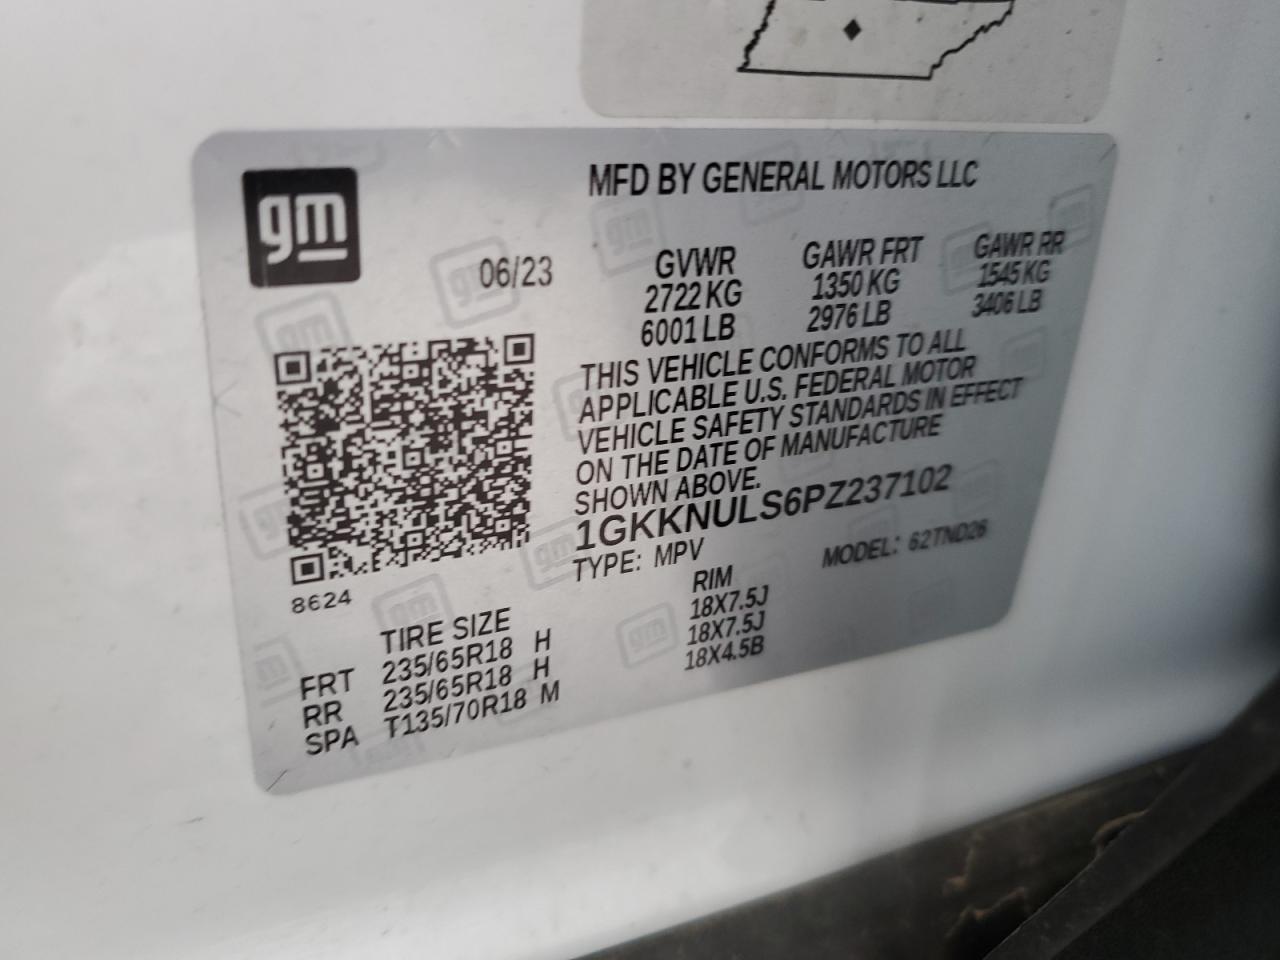 gm
MFD BY GENERAL MOTORS LLC
06/23
GVWR GAWR FRT GAWR RR
2722 KG 1350 KG 1545 KG
6001 LB 2976 LB 3406 LB
THIS VEHICLE CONFORMS TO ALL
APPLICABLE U.S. FEDERAL MOTOR
VEHICLE SAFETY STANDARDS IN EFFECT
ON THE DATE OF MANUFACTURE
SHOWN ABOVE.
1GKKNULS6PZ237102
TYPE: MPV MODEL: 62TND26
8624
TIRE SIZE RIM
FRT 235/65R18 H 18X7.5J
RR 235/65R18 H 18X7.5J
SPA T135/70R18 M 18X4.5B